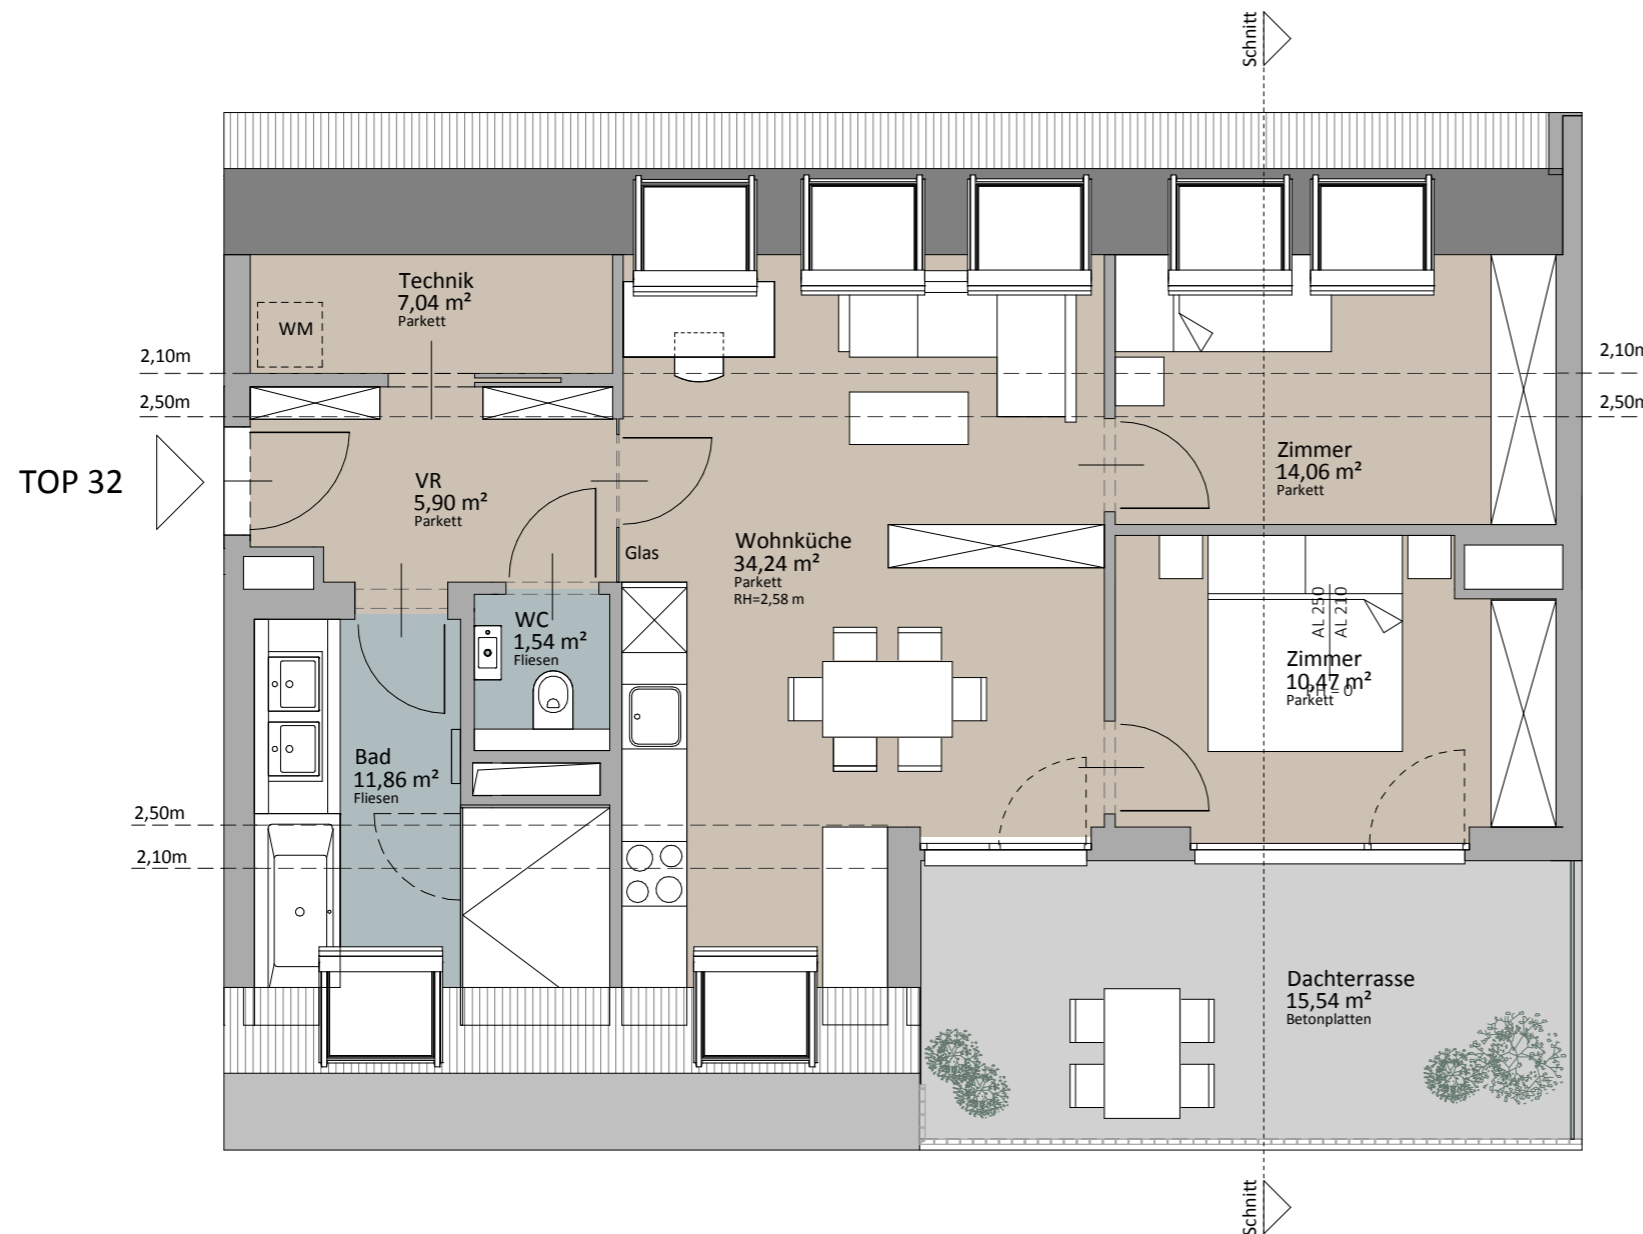 Schnitt
Technik
7,04 m²
Parkett
WM
2,10m
2,10m
2,50m
2,50m
TOP 32
VR
5,90 m²
Parkett
Zimmer
14,06 m²
Parkett
Glas
Wohnküche
34,24 m²
Parkett
RH=2,58 m
WC
1,54 m²
Fliesen
AL 250
AL 210
Zimmer
10,47 m²
Parkett
Bad
11,86 m²
Fliesen
2,50m
2,10m
Dachterrasse
15,54 m²
Betonplatten
Schnitt